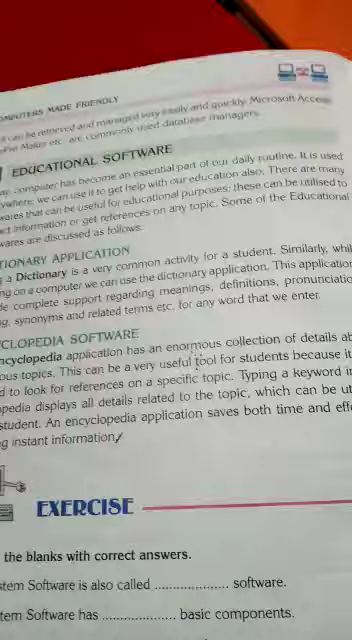 OMPUTERS MADE FRIENDLY
can be retrieved and managed very easily and quickly. Microsoft Access
Maker etc. are commonly used database managers.
EDUCATIONAL SOFTWARE
computer has become an essential part of our daily routine. It is used
ywhere; we can use it to get help with our education also. There are many
wares that can be useful for educational purposes; these can be utilised to
ct information or get references on any topic. Some of the Educational
wares are discussed as follows.
TIONARY APPLICATION
g a Dictionary is a very common activity for a student. Similarly, whil
ng on a computer we can use the dictionary application. This application
de complete support regarding meanings, definitions, pronunciatio
g, synonyms and related terms etc. for any word that we enter.
YCLOPEDIA SOFTWARE
ncyclopedia application has an enormous collection of details ab
ous topics. This can be a very useful tool for students because it
d to look for references on a specific topic. Typing a keyword in
opedia displays all details related to the topic, which can be ut
student. An encyclopedia application saves both time and effo
g instant information
EXERCISE
the blanks with correct answers.
stem Software is also called ................... software.
tem Software has ................... basic components.